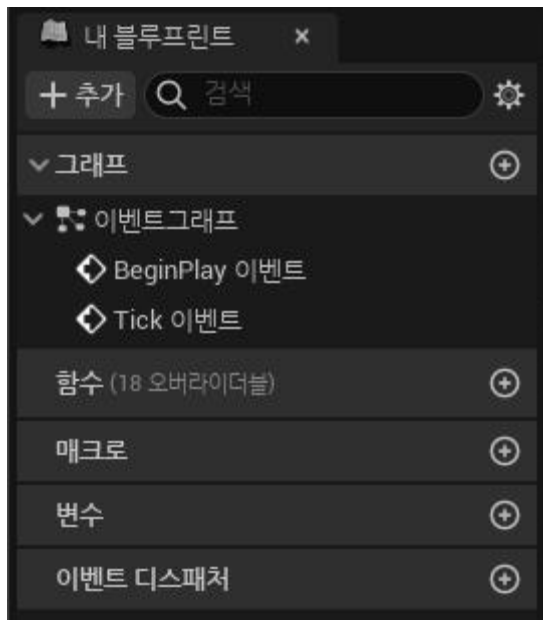 내 블루프린트
추가 검색
그래프
이벤트그래프
BeginPlay 이벤트
Tick 이벤트
함수 (18 오버라이더블)
매크로
변수
이벤트 디스패처